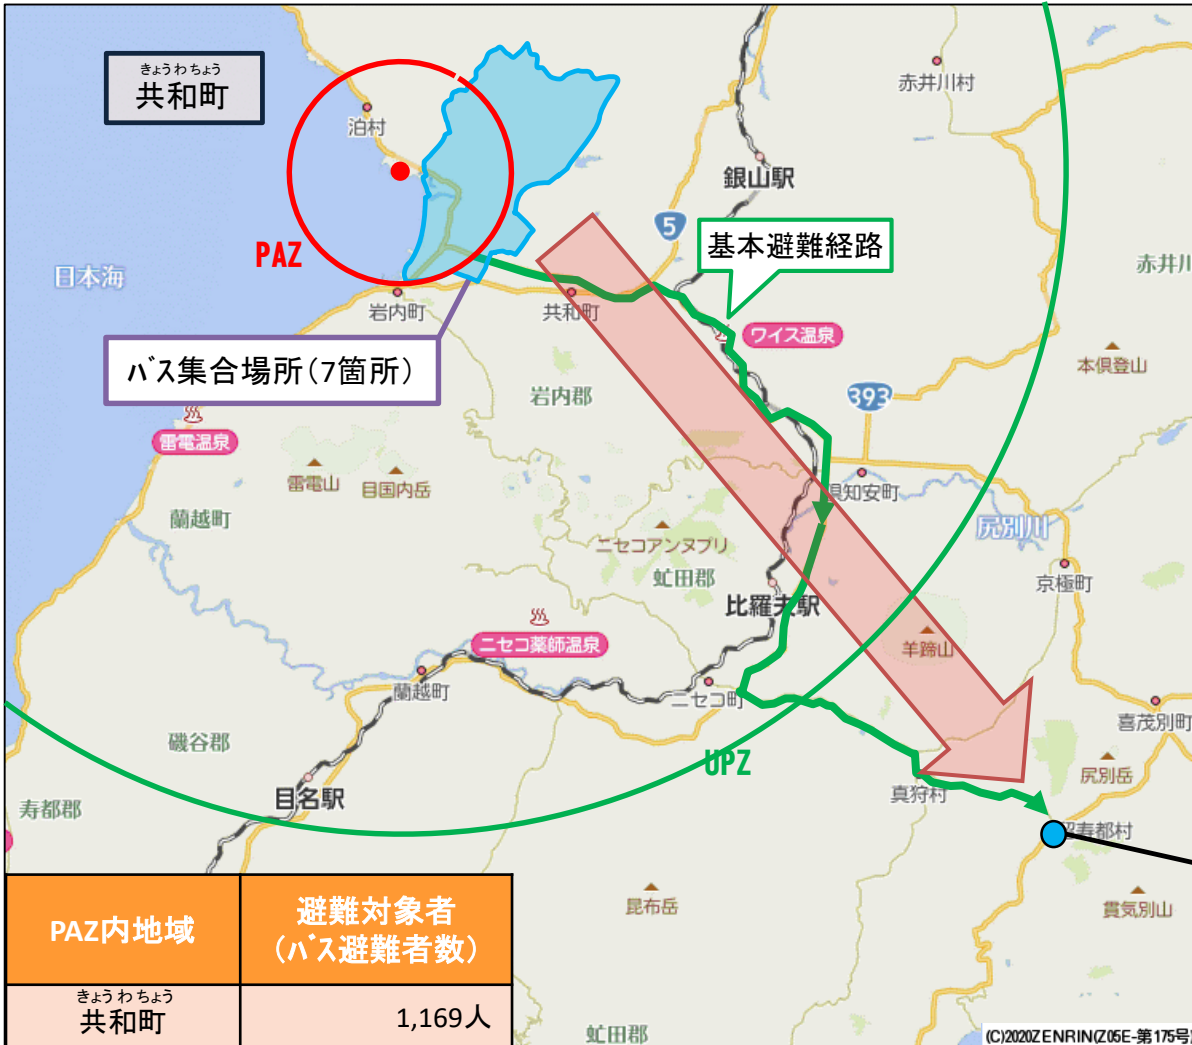 きょうわちょう
共和町
泊村
赤井川村
銀山駅
5
基本避難経路
PAZ
日本海
赤井川
岩内町
共和町
ワイス温泉
バス集合場所(7箇所)
本倶登山
岩内郡
393
雷電温泉
雷電山
目国内岳
倶知安町
蘭越町
尻別川
ニセコアンヌプリ
虻田郡
京極町
比羅夫駅
ニセコ薬師温泉
羊蹄山
蘭越町
ニセコ町
喜茂別町
磯谷郡
UPZ
尻別岳
目名駅
真狩村
寿都郡
留寿都村
昆布岳
貫気別山
PAZ内地域
避難対象者
(バス避難者数)
きょうわちょう
共和町
1,169人
虻田郡
(C)2020ZENRIN(Z05E-第175号)